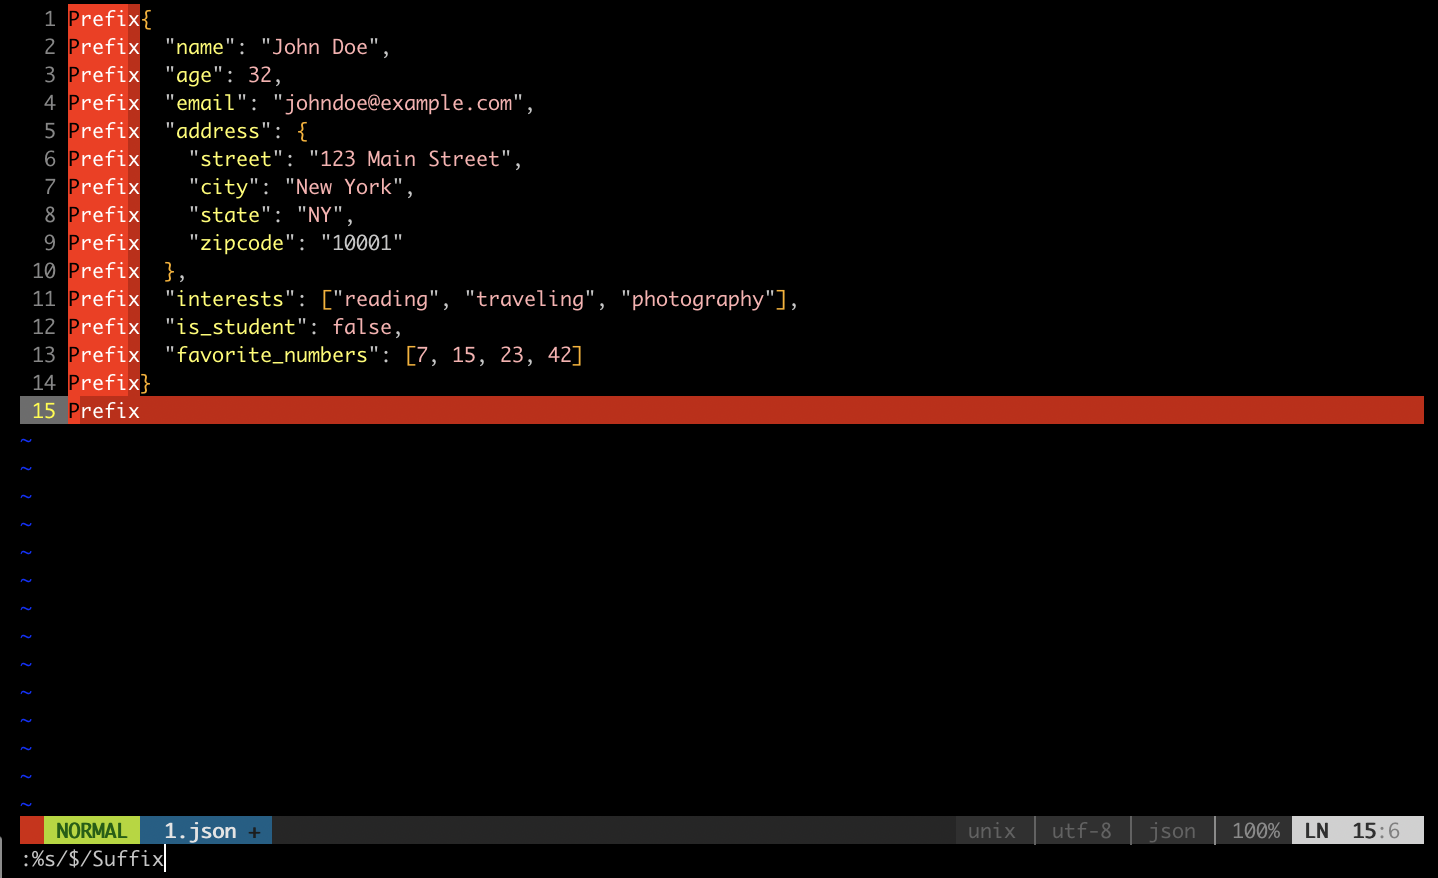 1 Prefix{
2 Prefix  "name": "John Doe",
3 Prefix  "age": 32,
4 Prefix  "email": "johndoe@example.com",
5 Prefix  "address": {
6 Prefix    "street": "123 Main Street",
7 Prefix    "city": "New York",
8 Prefix    "state": "NY",
9 Prefix    "zipcode": "10001"
10 Prefix  },
11 Prefix  "interests": ["reading", "traveling", "photography"],
12 Prefix  "is_student": false,
13 Prefix  "favorite_numbers": [7, 15, 23, 42]
14 Prefix}
15 Prefix
~
~
~
~
~
~
~
~
~
~
~
~
~
~
NORMAL 1.json + unix | utf-8 | json | 100% LN 15:6
:%s/$/Suffix